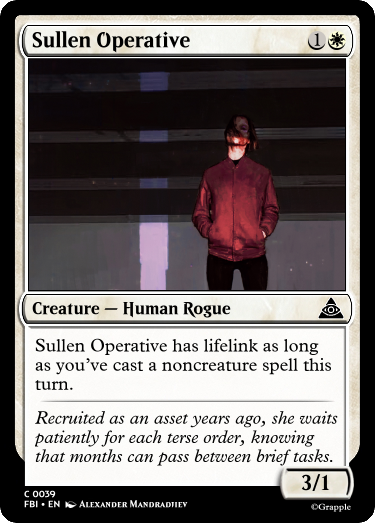 Sullen Operative 1
Creature — Human Rogue
Sullen Operative has lifelink as long
as you've cast a noncreature spell this
turn.
Recruited as an asset years ago, she waits
patiently for each terse order, knowing
that months can pass between brief tasks.
3/1
C 0039
FBI • EN Alexander Mandradjiev
©Grapple